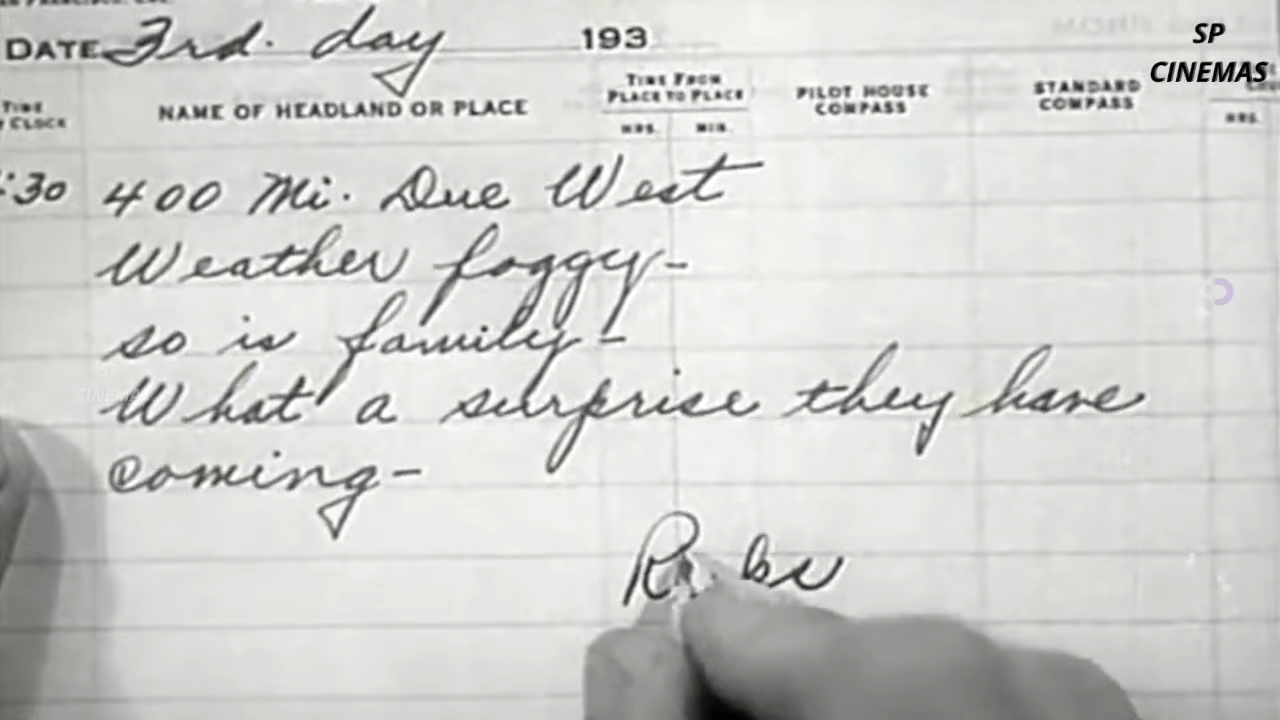 DATE 3rd. day 193
SP
CINEMAS
TIME FROM
PLACE TO PLACE
PILOT HOUSE
COMPASS
STANDARD
COMPASS
TIME
CLOCK
NAME OF HEADLAND OR PLACE
HRS. MIN.
HRS.
:30 400 Mi. Due West
Weather foggy-
so is family-
What a surprise they have
coming-